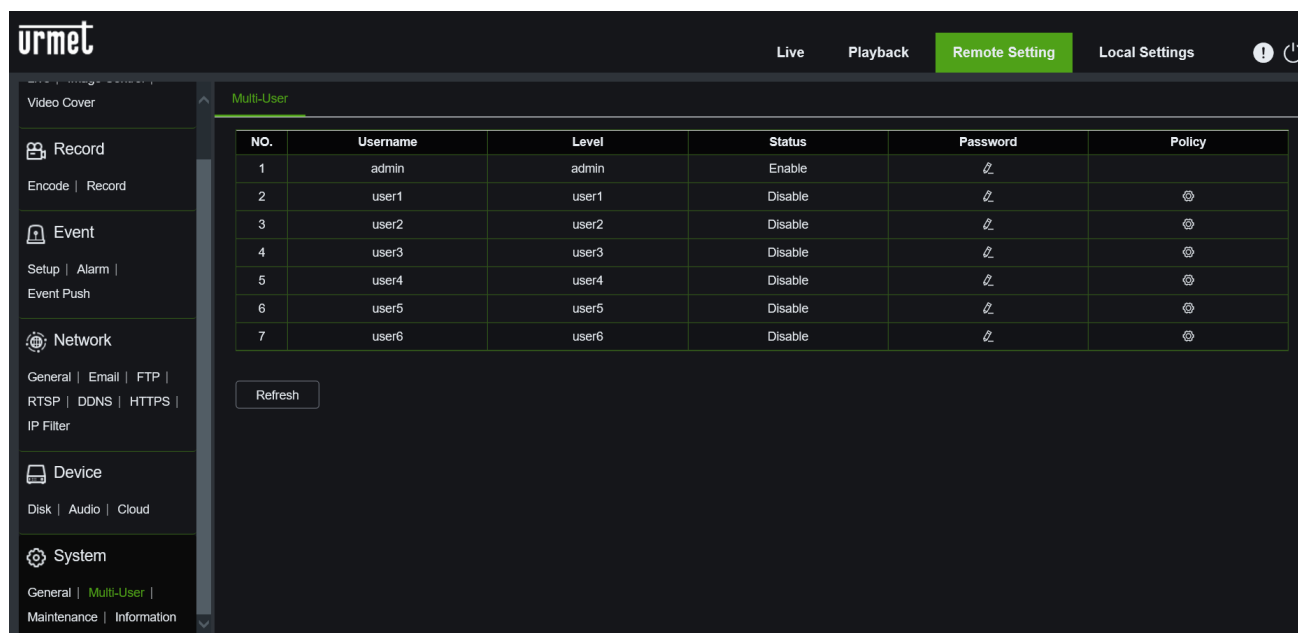 urmet
Live Playback Remote Setting Local Settings
Video Cover
Record
Encode | Record
Event
Setup | Alarm |
Event Push
Network
General | Email | FTP |
RTSP | DDNS | HTTPS |
IP Filter
Device
Disk | Audio | Cloud
System
General | Multi-User |
Maintenance | Information
Multi-User
NO. Username Level Status Password Policy
1 admin admin Enable
2 user1 user1 Disable
3 user2 user2 Disable
4 user3 user3 Disable
5 user4 user4 Disable
6 user5 user5 Disable
7 user6 user6 Disable
Refresh